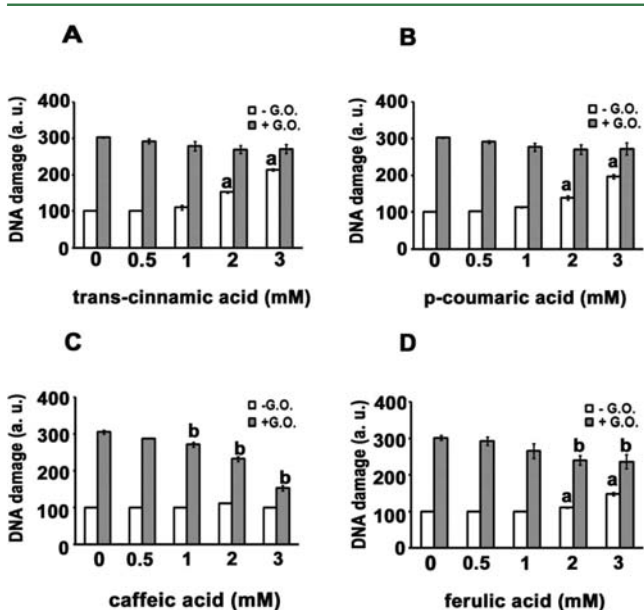 A
DNA damage (a. u.)
400
300
200
100
0
- G.O.
+ G.O.
a
a
0 0.5 1 2 3
trans-cinnamic acid (mM)
B
DNA damage (a. u.)
400
300
200
100
0
- G.O.
+ G.O.
a
a
0 0.5 1 2 3
p-coumaric acid (mM)
C
DNA damage (a. u.)
400
300
200
100
0
-G.O.
+G.O.
b
b
b
0 0.5 1 2 3
caffeic acid (mM)
D
DNA damage (a. u.)
400
300
200
100
0
- G.O.
+ G.O.
b b
a
a
0 0.5 1 2 3
ferulic acid (mM)